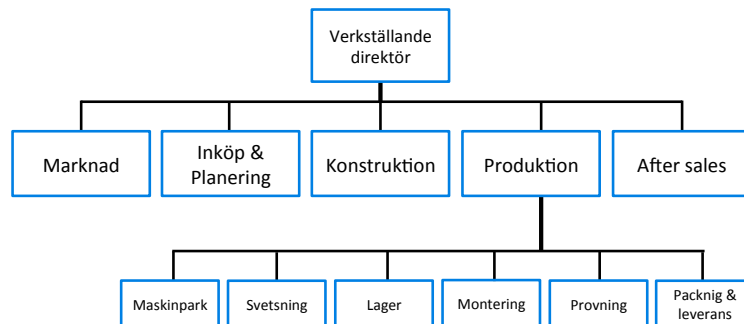 Verkställande
direktör
Marknad
Inköp &
Planering
Konstruktion
Produktion
After sales
Maskinpark
Svetsning
Lager
Montering
Provning
Packnig &
leverans